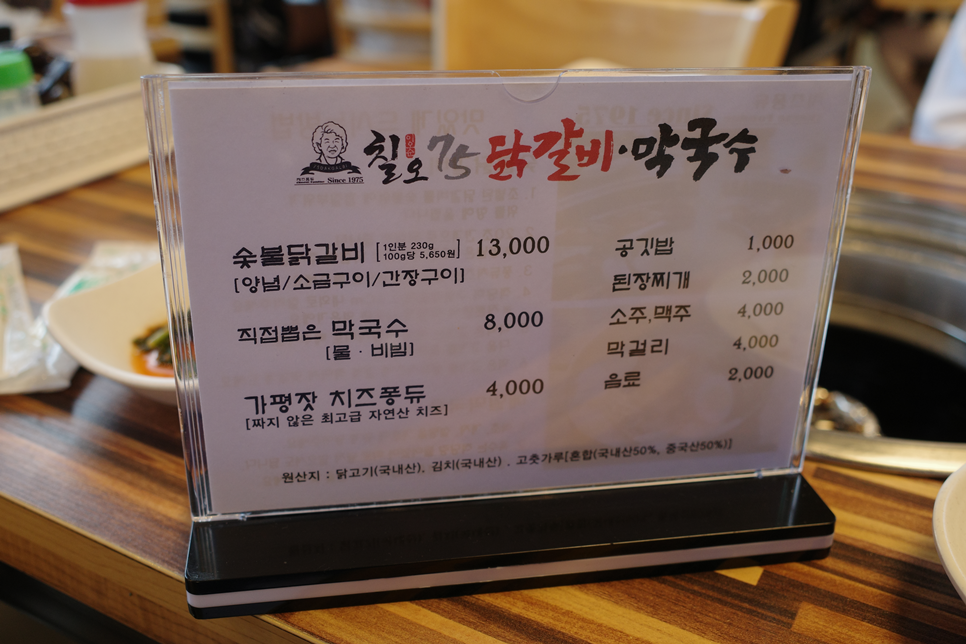 칠오 75 닭갈비·막국수
Since 1975
숯불닭갈비 [1인분 230g 100g당 5,650원] 13,000
[양념/소금구이/간장구이]
직접뽑은 막국수 8,000
[물 · 비빔]
가평잣 치즈퐁듀 4,000
[짜지 않은 최고급 자연산 치즈]
공깃밥 1,000
된장찌개 2,000
소주,맥주 4,000
막걸리 4,000
음료 2,000
원산지 : 닭고기(국내산), 김치(국내산) . 고춧가루[혼합(국내산50%, 중국산50%)]